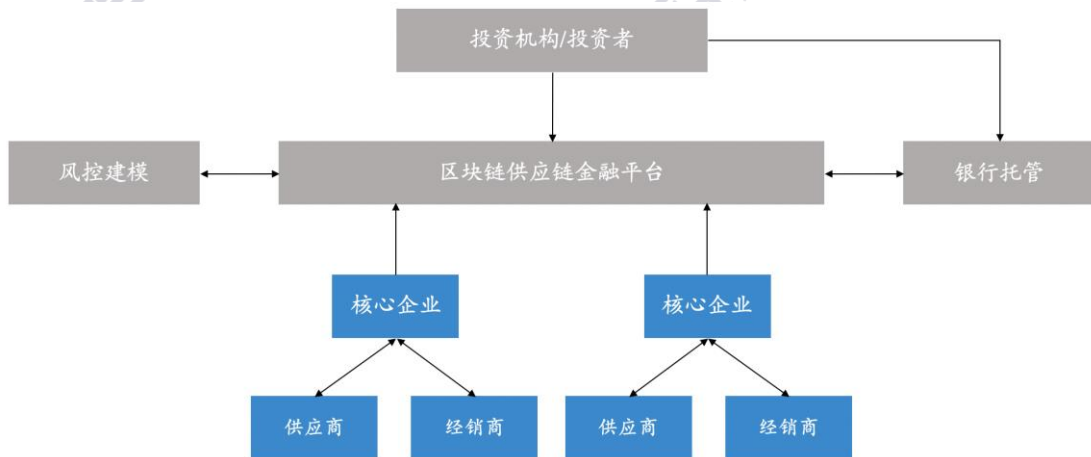 投资机构/投资者
风控建模
区块链供应链金融平台
银行托管
核心企业
核心企业
供应商
经销商
供应商
经销商